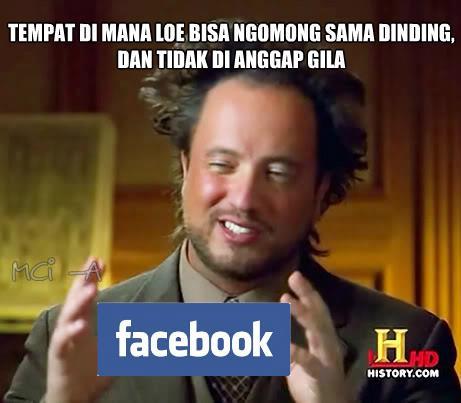 TEMPAT DI MANA LOE BISA NGOMONG SAMA DINDING,
DAN TIDAK DI ANGGAP GILA
MCi -A
facebook
H HD
HISTORY.COM